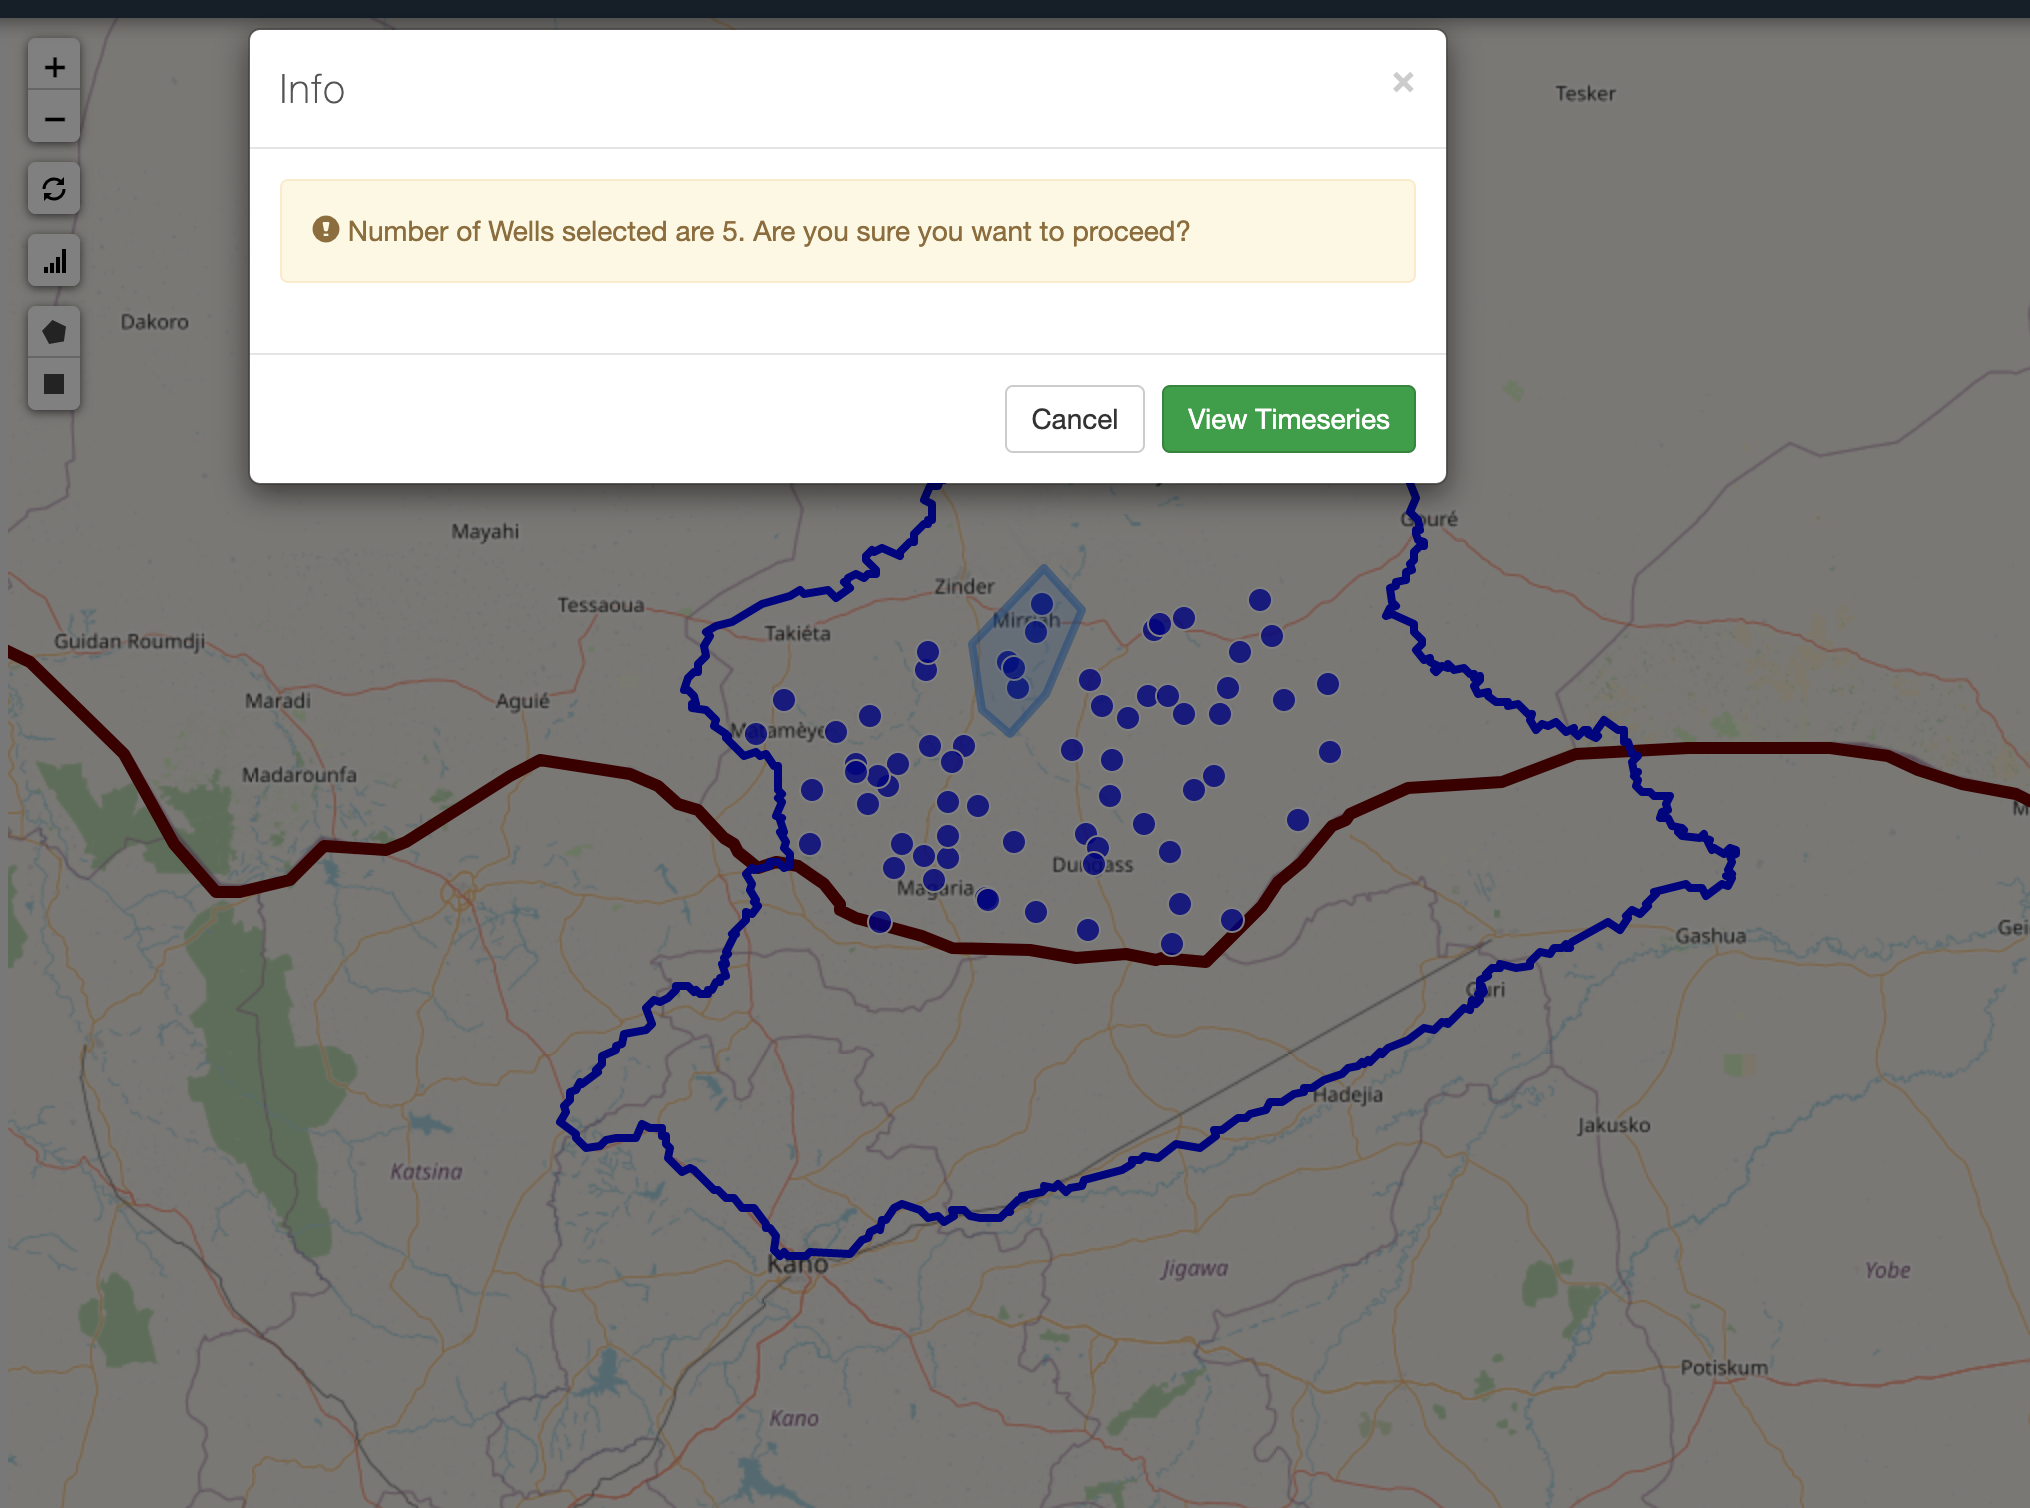 Info
×
Number of Wells selected are 5. Are you sure you want to proceed?
Cancel
View Timeseries
+
−
Tesker
Dakoro
Mayahi
Gouré
Zinder
Tessaoua
Mirriah
Takiéta
Guidan Roumdji
Maradi
Aguié
Matamèye
Madarounfa
Dungass
Magaria
Gashua
Guri
Hadejia
Jakusko
Katsina
Kano
Jigawa
Yobe
Potiskum
Kano
Gei